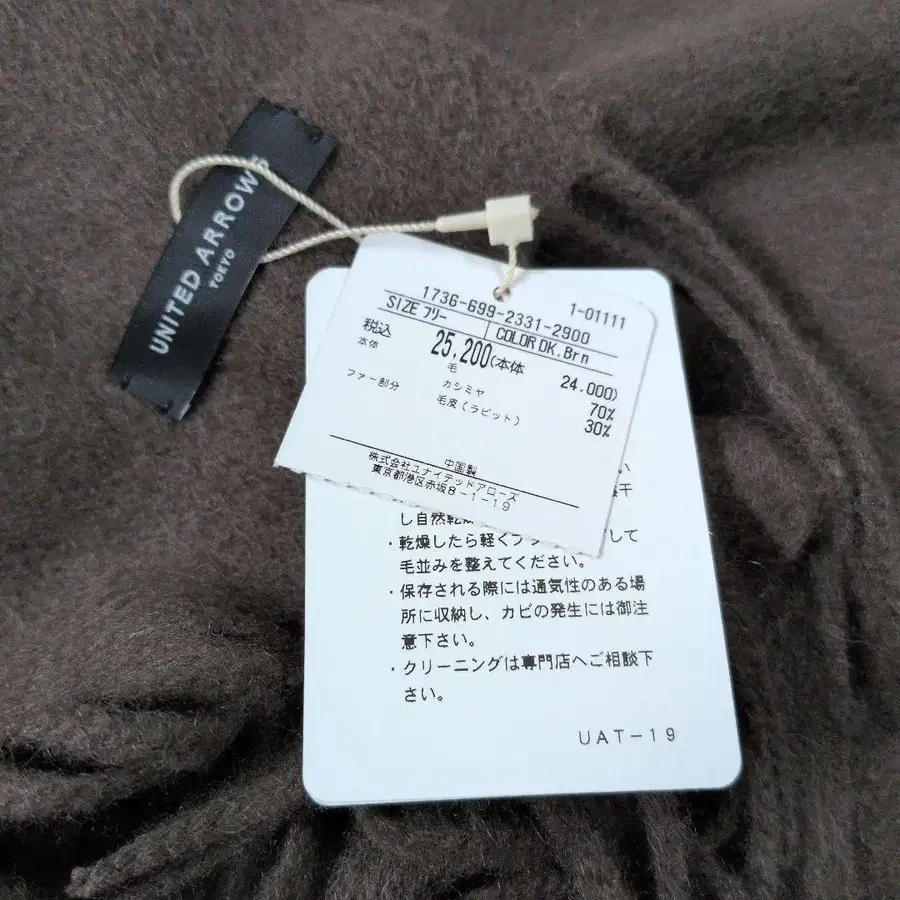 UNITED ARROWS
TOKYO
1736-699-2331-2900 1-01111
SIZE フリー COLOR DK.Brn
税込 25,200(本体 24.000)
本体 毛 70%
カシミヤ 30%
ファー部分 毛皮(ラビット)
中国製
株式会社ユナイテッドアローズ
東京都港区赤坂8-1-19
い
干
し自然乾
・乾燥したら軽くブラ して
毛並みを整えてください。
・保存される際には通気性のある場
所に収納し、カビの発生には御注
意下さい。
・クリーニングは専門店へご相談下
さい。
UAT-19